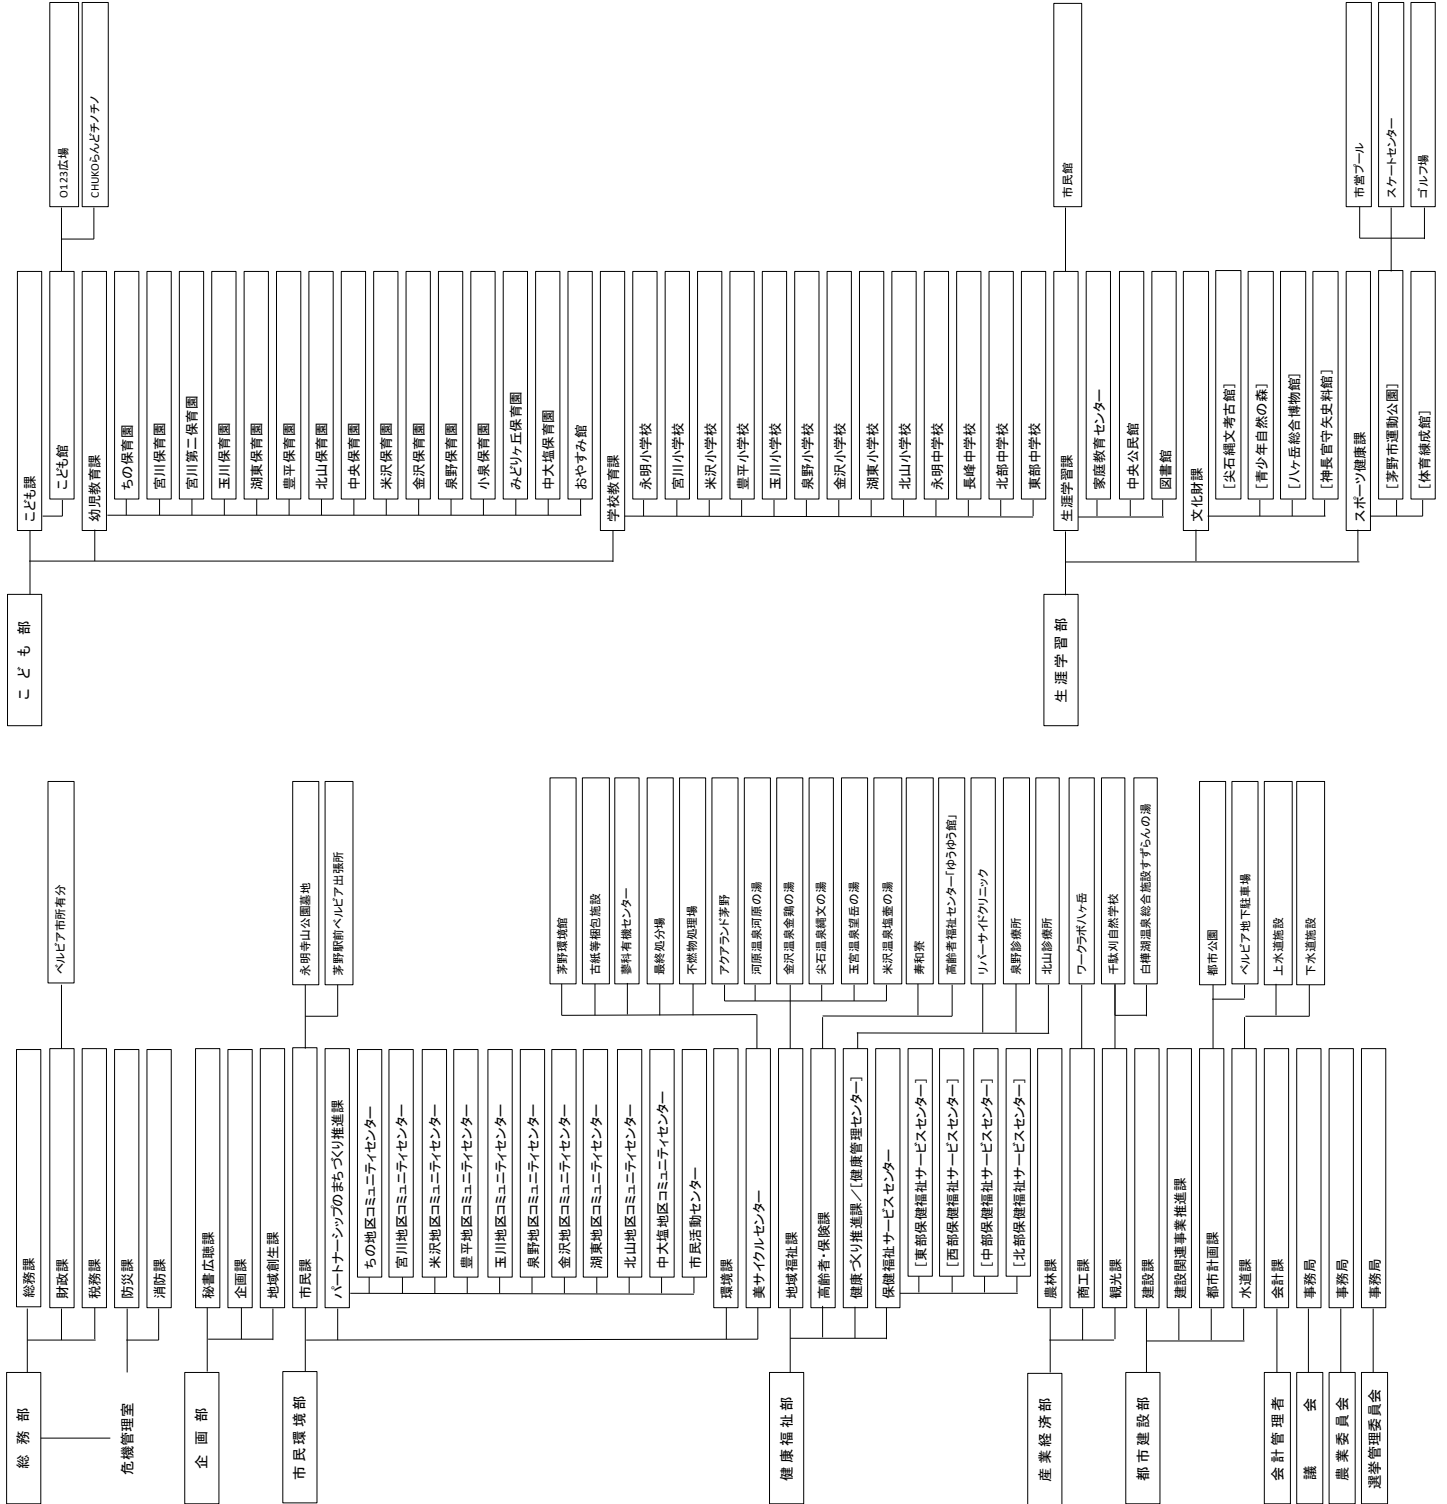 総務部
総務課
財政課
ベルビア市所有分
税務課
危機管理室
防災課
消防課
企画部
秘書広聴課
企画課
地域創生課
市民環境部
市民課
永明寺山公園墓地
茅野駅前ベルビア出張所
パートナーシップのまちづくり推進課
ちの地区コミュニティセンター
宮川地区コミュニティセンター
米沢地区コミュニティセンター
豊平地区コミュニティセンター
玉川地区コミュニティセンター
泉野地区コミュニティセンター
金沢地区コミュニティセンター
湖東地区コミュニティセンター
北山地区コミュニティセンター
中大塩地区コミュニティセンター
市民活動センター
環境課
美サイクルセンター
茅野環境館
古紙等梱包施設
蓼科有機センター
最終処分場
不燃物処理場
健康福祉部
地域福祉課
アクアランド茅野
河原温泉河原の湯
金沢温泉金鶏の湯
尖石温泉縄文の湯
玉宮温泉望岳の湯
米沢温泉塩壺の湯
高齢者・保険課
寿和寮
高齢者福祉センター「ゆうゆう館」
健康づくり推進課／[健康管理センター]
リバーサイドクリニック
泉野診療所
北山診療所
保健福祉サービスセンター
[東部保健福祉サービスセンター]
[西部保健福祉サービスセンター]
[中部保健福祉サービスセンター]
[北部保健福祉サービスセンター]
産業経済部
農林課
商工課
ワークラボ八ヶ岳
観光課
千駄刈自然学校
白樺湖温泉総合施設すずらんの湯
都市建設部
建設課
建設関連事業推進課
都市計画課
都市公園
ベルビア地下駐車場
水道課
上水道施設
下水道施設
会計管理者
会計課
議会
事務局
農業委員会
事務局
選挙管理委員会
事務局
こども部
こども課
こども館
0123広場
CHUKOらんどチノチノ
幼児教育課
ちの保育園
宮川保育園
宮川第二保育園
玉川保育園
湖東保育園
豊平保育園
北山保育園
中央保育園
米沢保育園
金沢保育園
泉野保育園
小泉保育園
みどりヶ丘保育園
中大塩保育園
おやすみ館
学校教育課
永明小学校
宮川小学校
米沢小学校
豊平小学校
玉川小学校
泉野小学校
金沢小学校
湖東小学校
北山小学校
永明中学校
長峰中学校
北部中学校
東部中学校
生涯学習部
生涯学習課
市民館
家庭教育センター
中央公民館
図書館
文化財課
[尖石縄文考古館]
[青少年自然の森]
[八ヶ岳総合博物館]
[神長官守矢史料館]
スポーツ健康課
[茅野市運動公園]
市営プール
スケートセンター
ゴルフ場
[体育練成館]